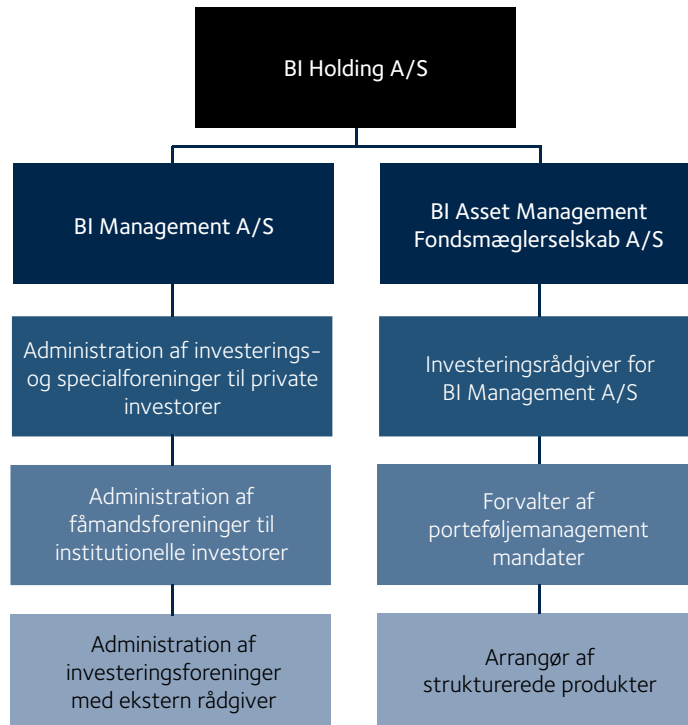 BI Holding A/S
BI Management A/S
BI Asset Management
Fondsmæglerselskab A/S
Administration af investerings-
og specialforeninger til private
investorer
Investeringsrådgiver for
BI Management A/S
Administration af
fåmandsforeninger til
institutionelle investorer
Forvalter af
porteføljemanagement
mandater
Administration af
investeringsforeninger
med ekstern rådgiver
Arrangør af
strukturerede produkter